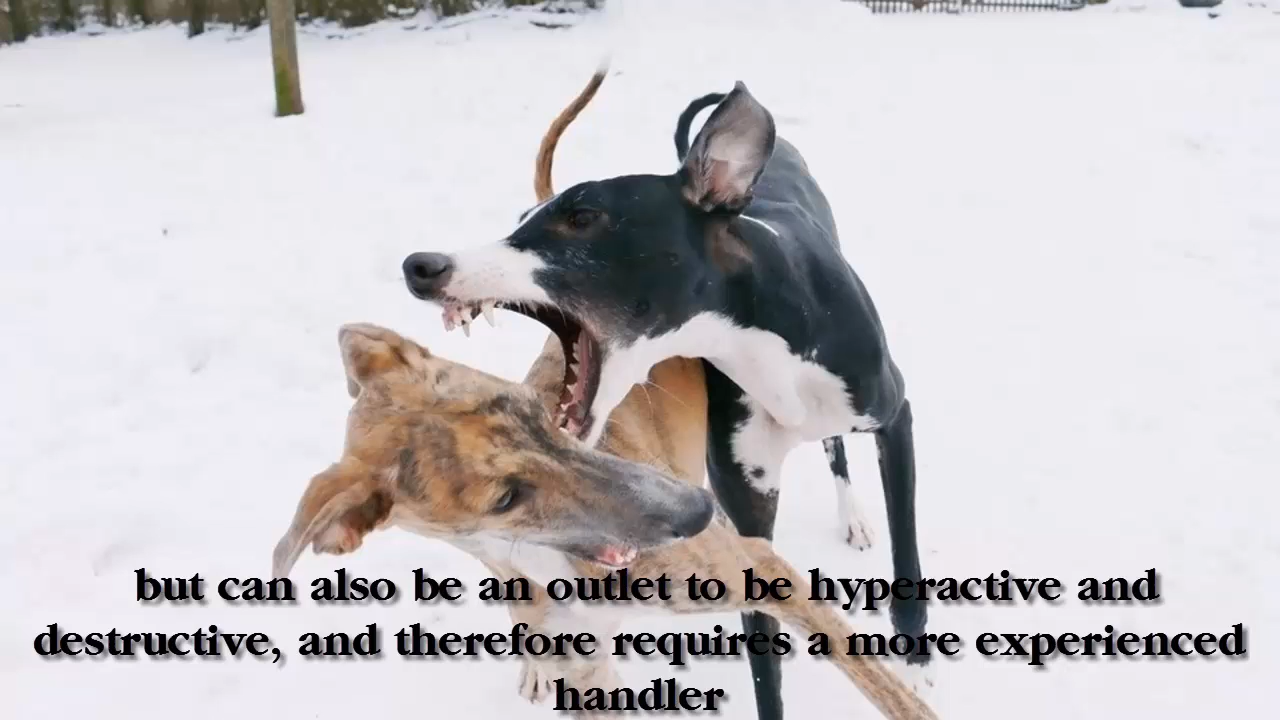 but can also be an outlet to be hyperactive and
destructive, and therefore requires a more experienced
handler